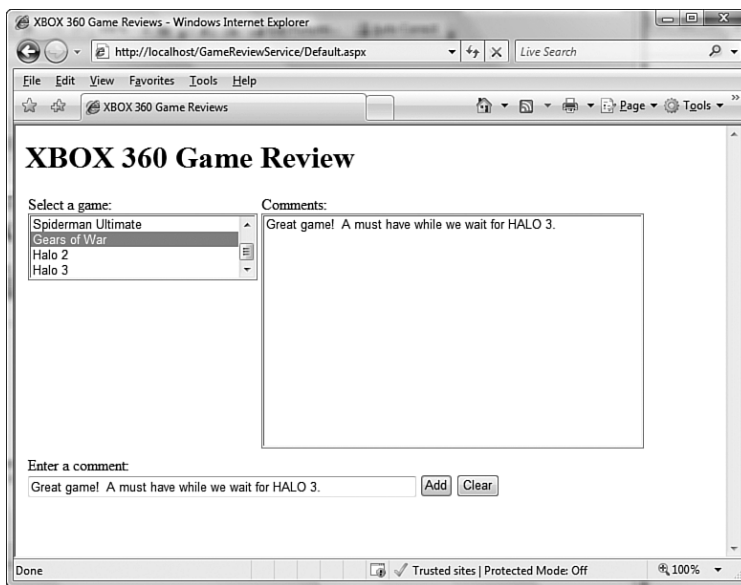 XBOX 360 Game Reviews - Windows Internet Explorer
http://localhost/GameReviewService/Default.aspx
Live Search
File Edit View Favorites Tools Help
XBOX 360 Game Reviews
Page Tools
XBOX 360 Game Review
Select a game:
Comments:
Spiderman Ultimate
Gears of War
Halo 2
Halo 3
Great game! A must have while we wait for HALO 3.
Enter a comment:
Great game! A must have while we wait for HALO 3.
Add Clear
Done
Trusted sites | Protected Mode: Off
100%